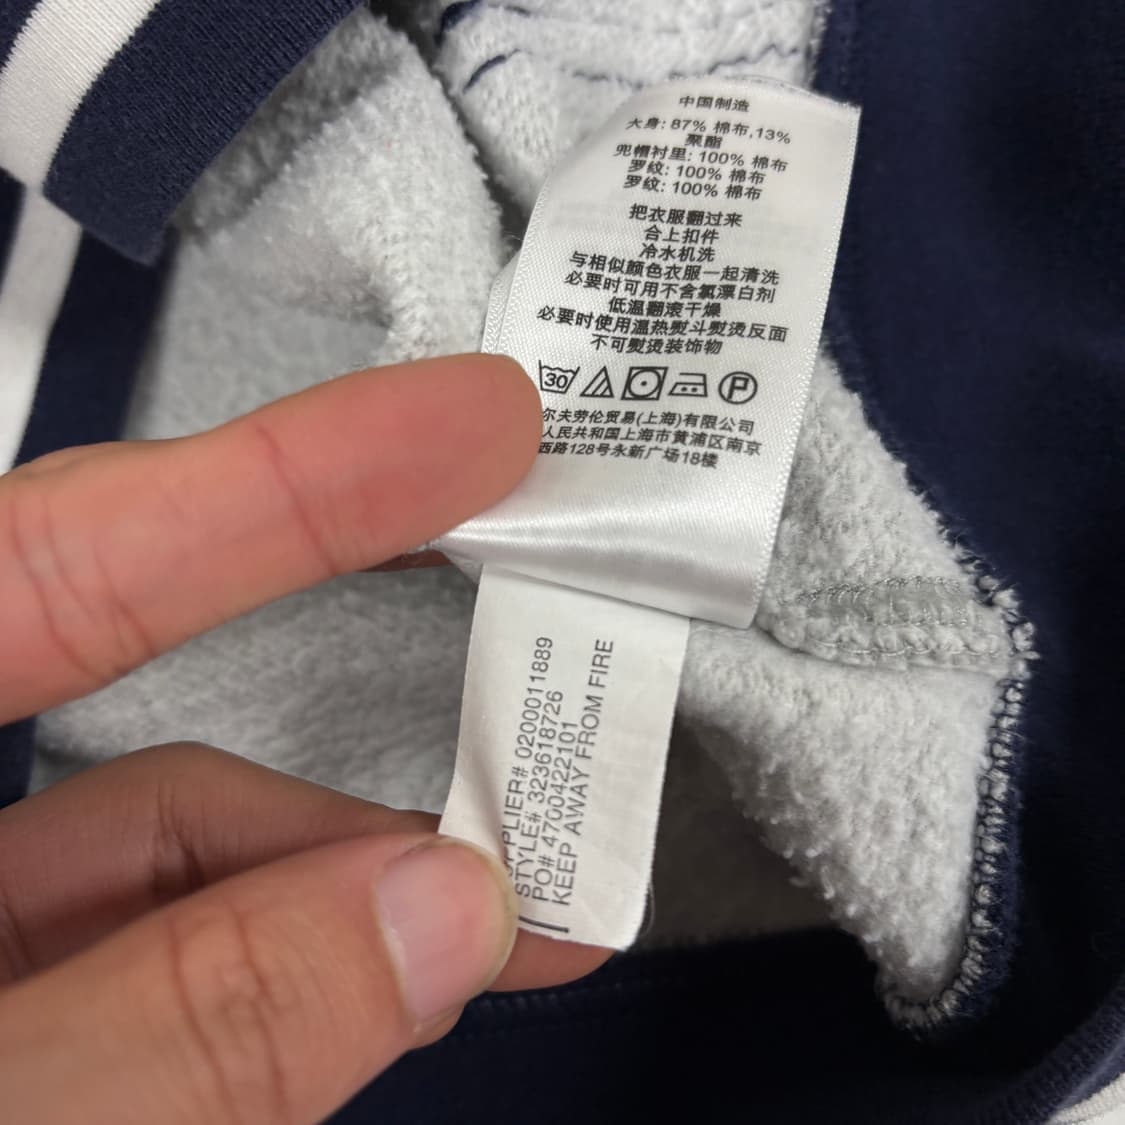 中国制造
大身: 87% 棉布,13%
聚酯
兜帽衬里: 100% 棉布
罗纹: 100% 棉布
罗纹: 100% 棉布
把衣服翻过来
合上扣件
冷水机洗
与相似颜色衣服一起清洗
必要时可用不含氯漂白剂
低温翻滚干燥
必要时使用温热熨斗熨烫反面
不可熨烫装饰物
30 P
尔夫劳伦贸易(上海)有限公司
人民共和国上海市黄浦区南京
西路128号永新广场18楼
SUPPLIER# 0200011889
STYLE# 323618726
PO# 4700422101
KEEP AWAY FROM FIRE